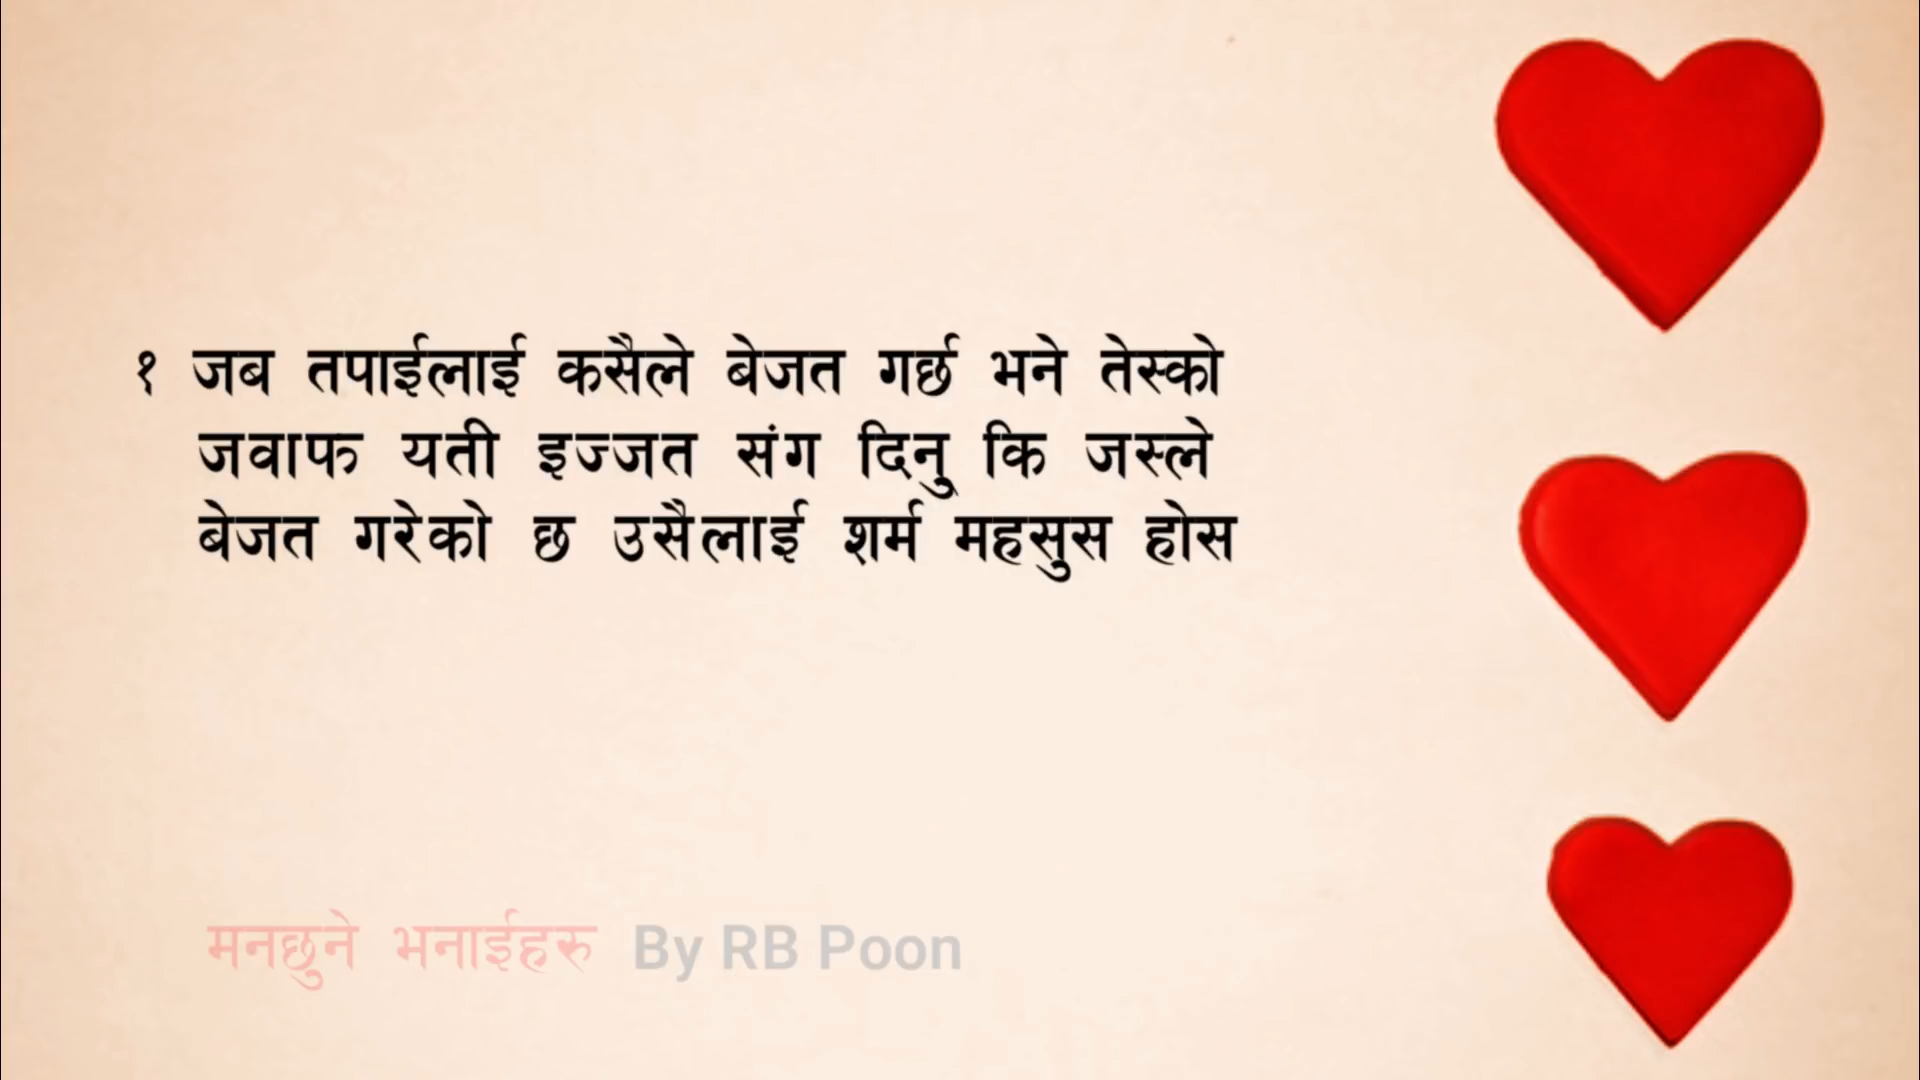 १ जब तपाईलाई कसैले बेजत गर्छ भने तेस्को
जवाफ यती इज्जत संग दिनु कि जस्ले
बेजत गरेको छ उसैलाई शर्म महसुस होस
मनछुने भनाईहरु By RB Poon